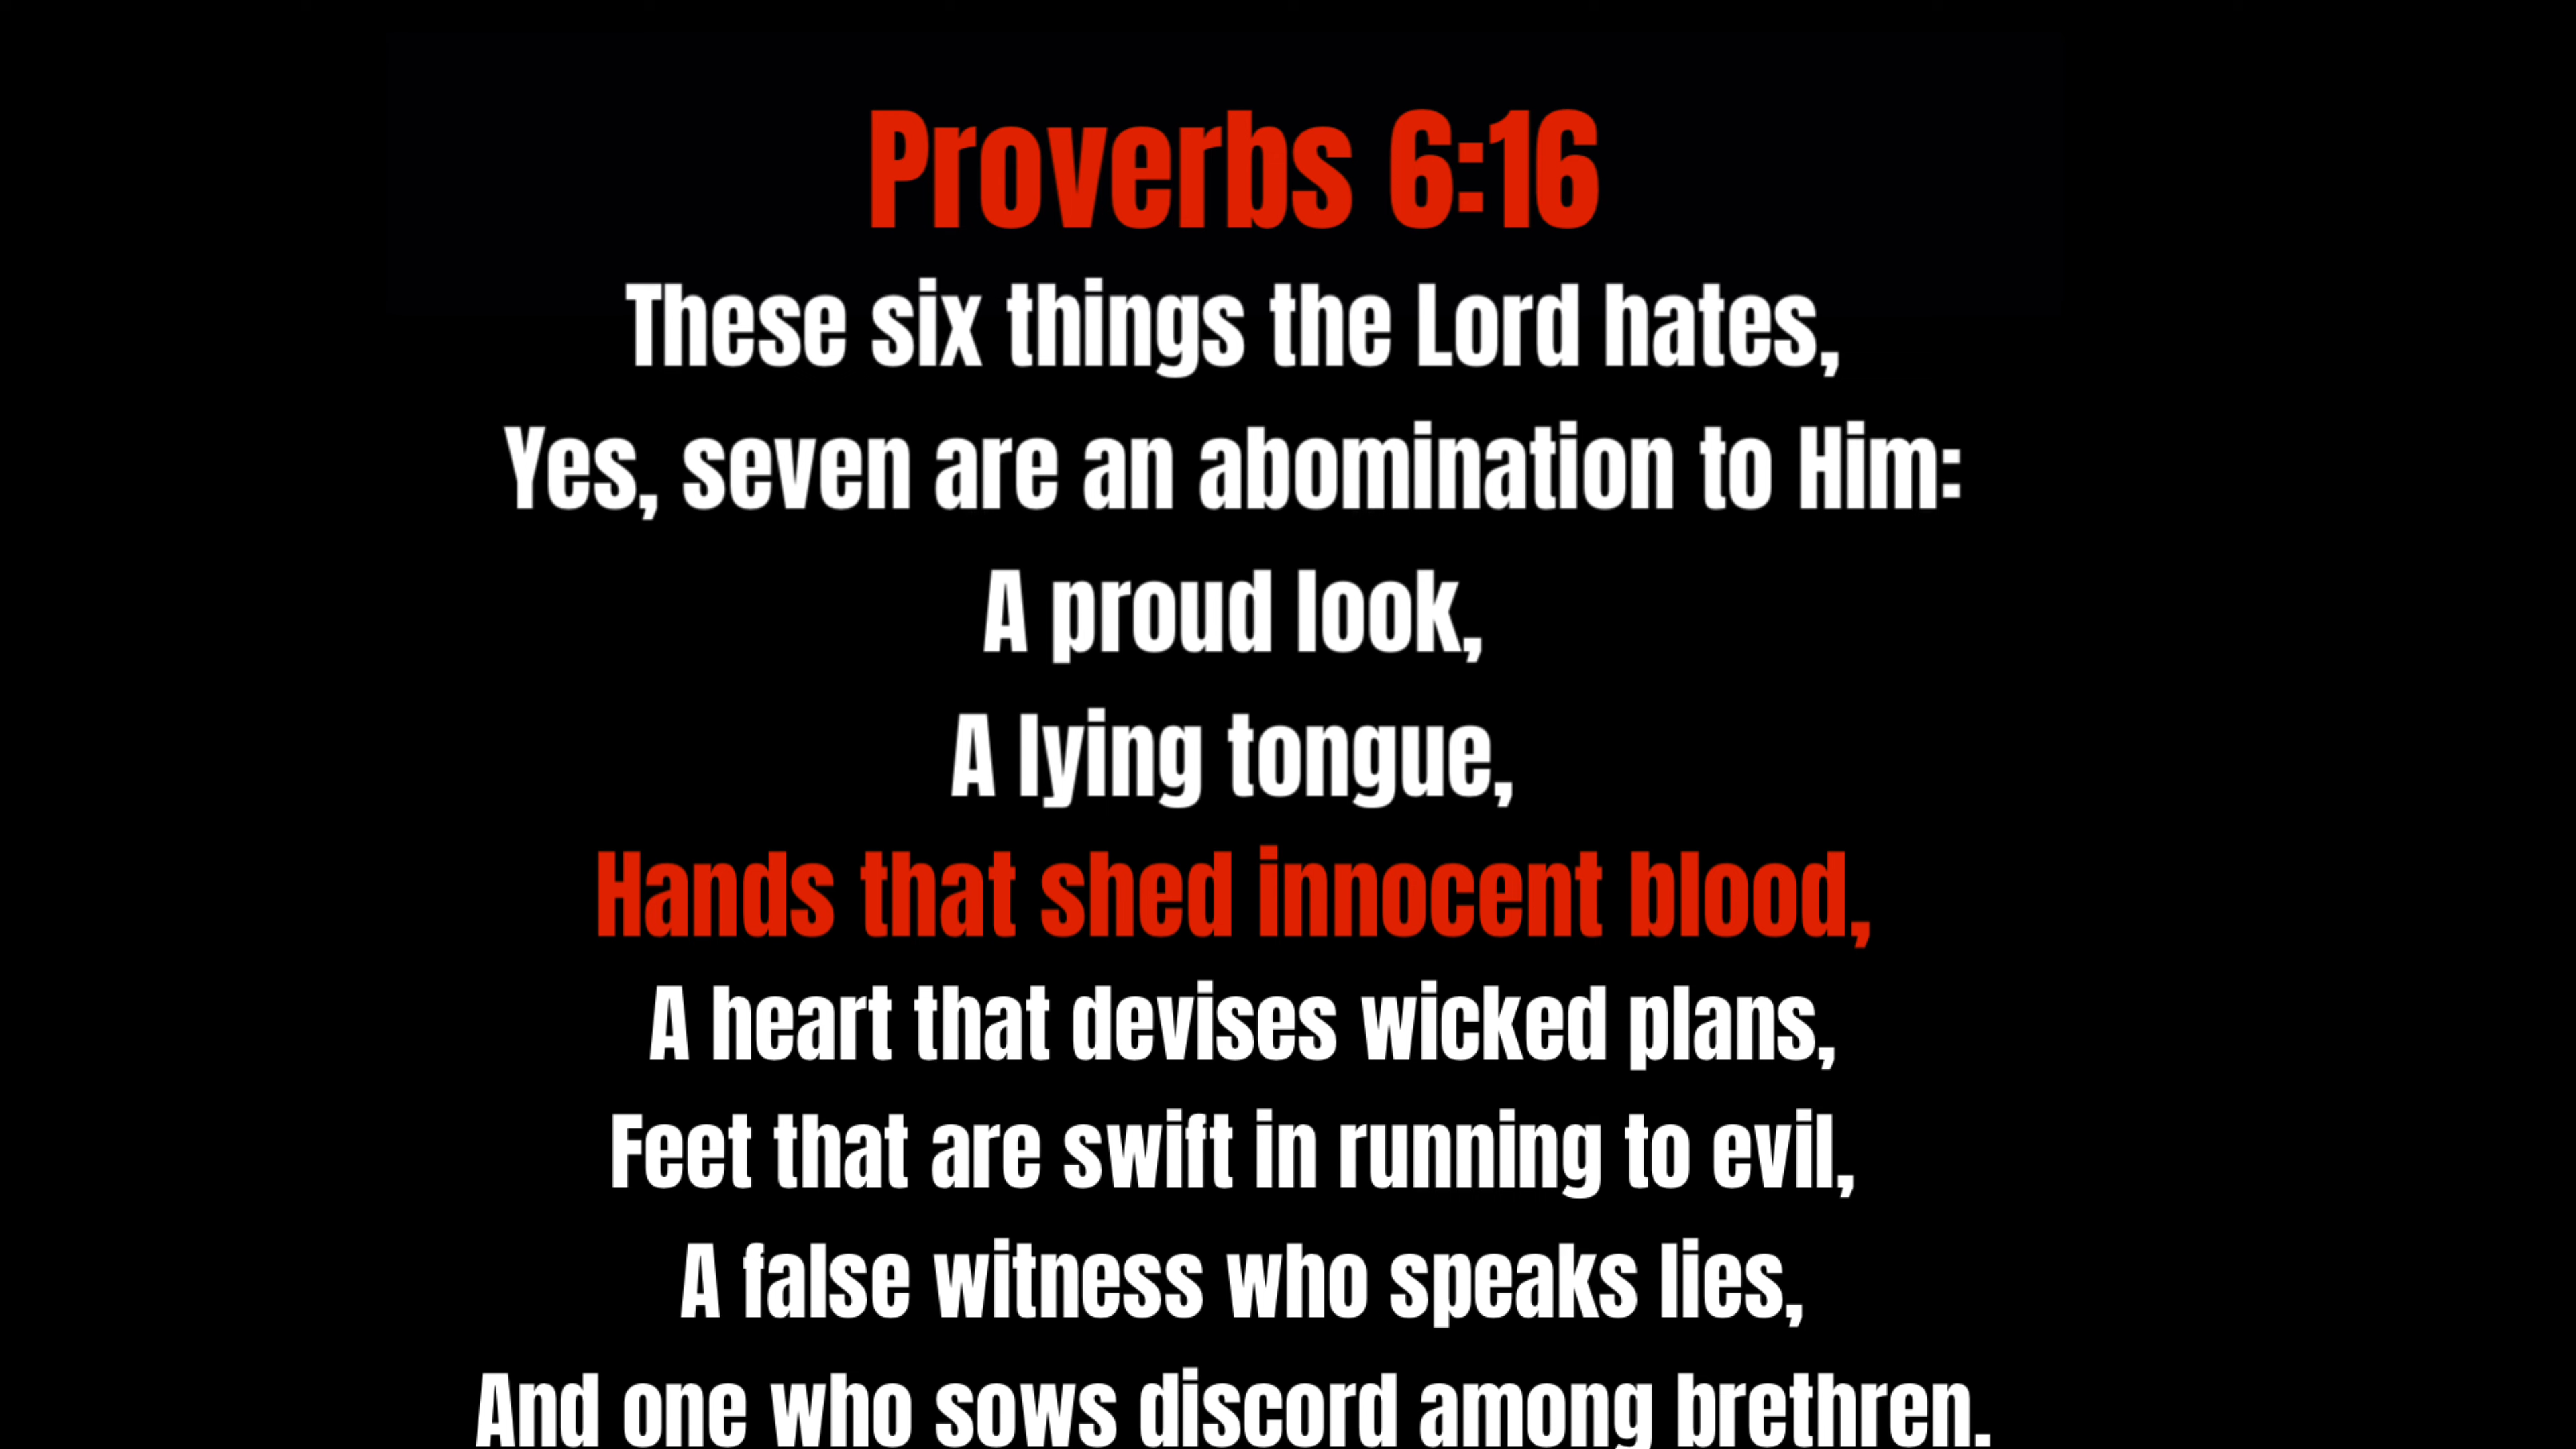 Proverbs 6:16
These six things the Lord hates,
Yes, seven are an abomination to Him:
A proud look,
A lying tongue,
Hands that shed innocent blood,
A heart that devises wicked plans,
Feet that are swift in running to evil,
A false witness who speaks lies,
And one who sows discord among brethren.